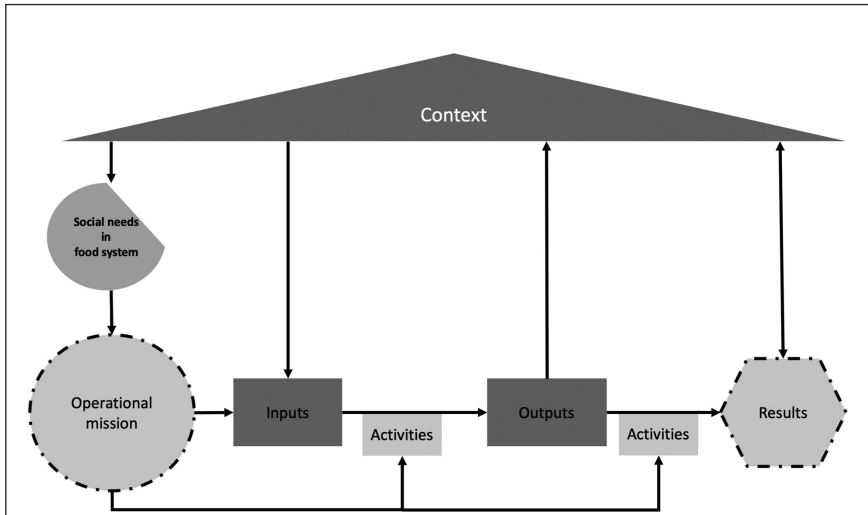 Context
Social needs
in
food system
Operational
mission
Inputs
Activities
Outputs
Activities
Results